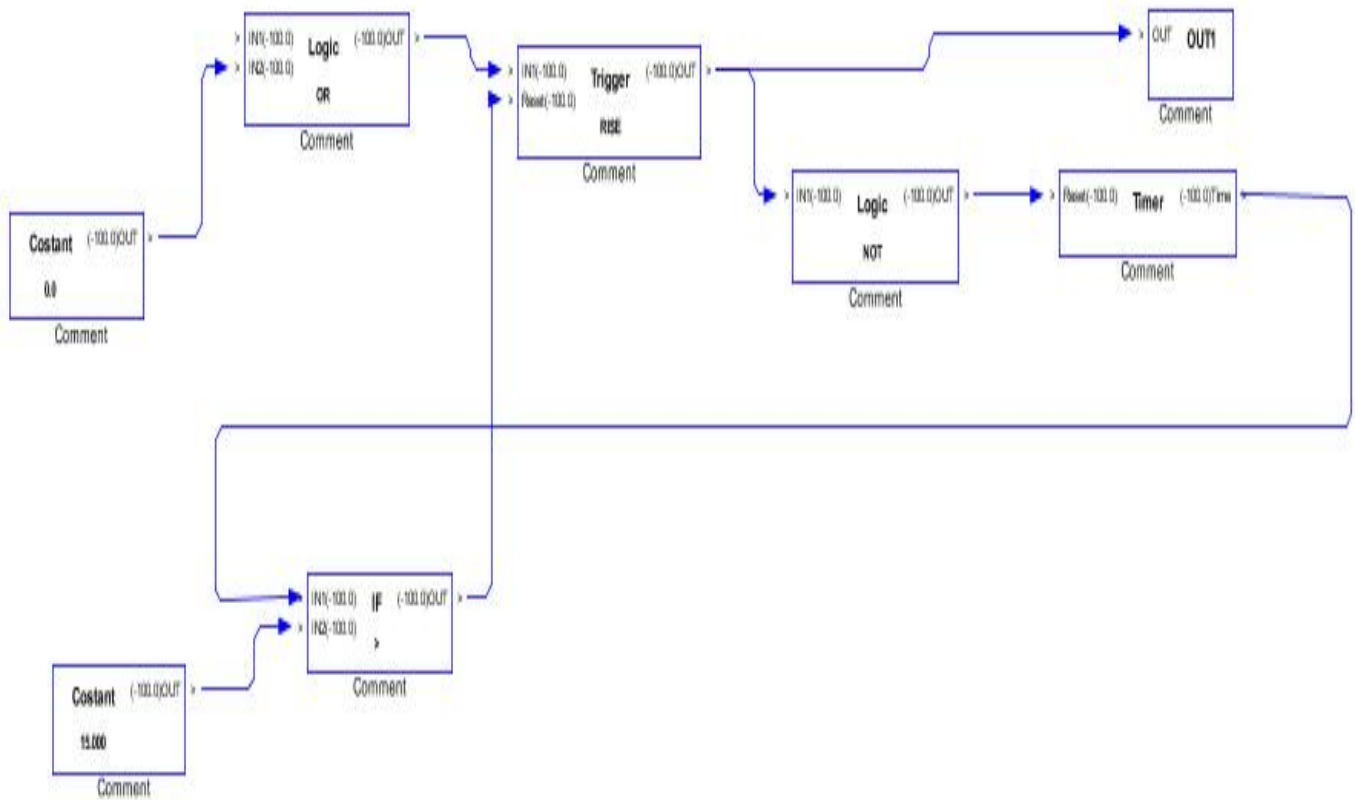 IN1(-100.0) Logic (-100.0)OUT
IN2(-100.0)
OR
Comment
IN1(-100.0) Trigger (-100.0)OUT
Reset(-100.0)
RISE
Comment
OUT OUT1
Comment
IN1(-100.0) Logic (-100.0)OUT
NOT
Comment
Reset(-100.0) Timer (-100.0)Time
Comment
Costant (-100.0)OUT
0.0
Comment
IN1(-100.0) IF (-100.0)OUT
IN2(-100.0)
>
Comment
Costant (-100.0)OUT
15.000
Comment